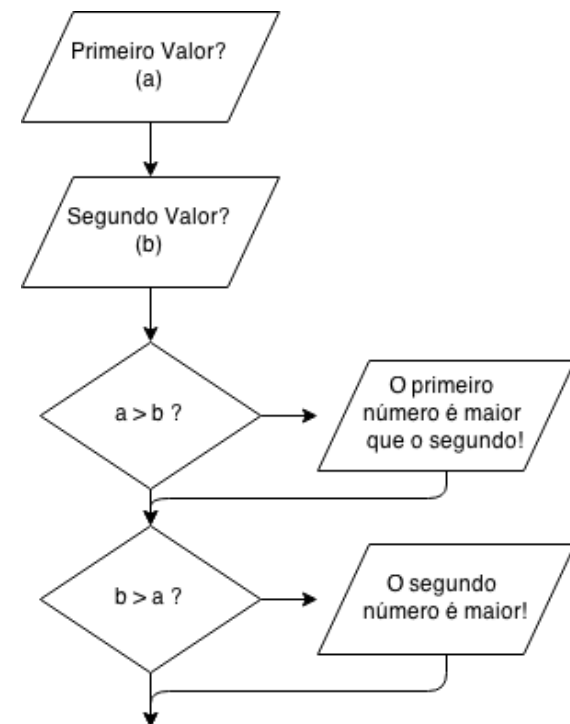 Primeiro Valor?
(a)
Segundo Valor?
(b)
a > b ?
O primeiro
número é maior
que o segundo!
b > a ?
O segundo
número é maior!